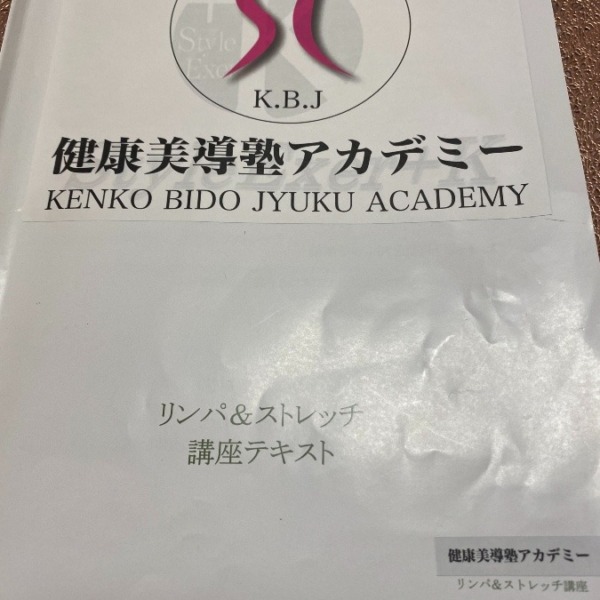 Style
K.B.J
健康美導塾アカデミー
KENKO BIDO JYUKU ACADEMY
リンパ&ストレッチ
講座テキスト
健康美導塾アカデミー
リンパ&ストレッチ講座